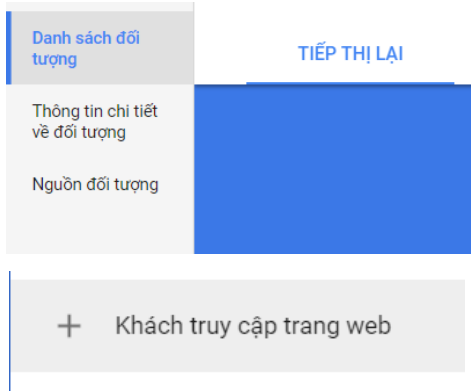 Danh sách đối
tượng
TIẾP THỊ LẠI
Thông tin chi tiết
về đối tượng
Nguồn đối tượng
+ Khách truy cập trang web